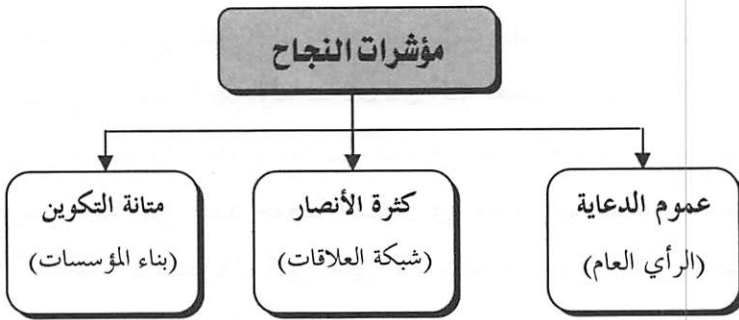 مؤشرات النجاح
عموم الدعاية
(الرأي العام)
كثرة الأنصار
(شبكة العلاقات)
متانة التكوين
(بناء المؤسسات)